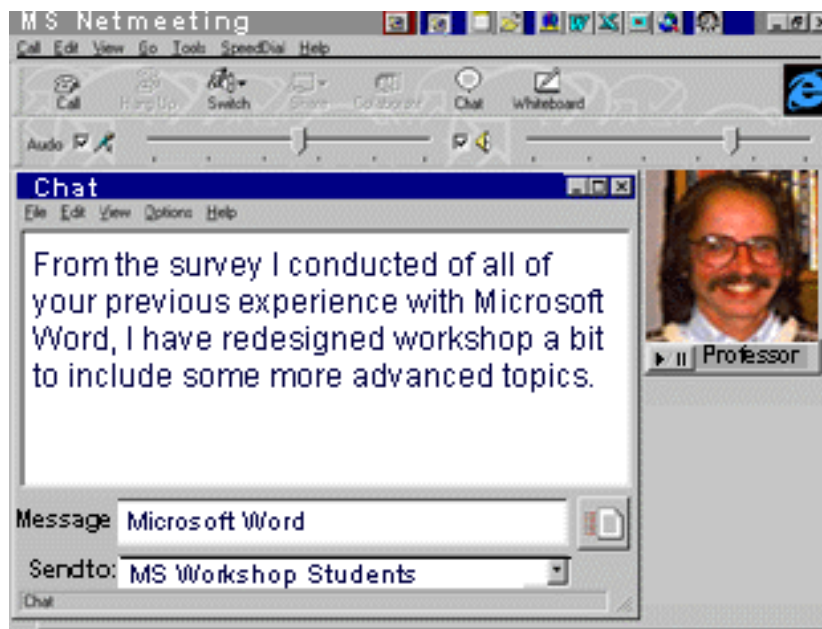 MS Netmeeting
Call Edit View Go Tools SpeedDial Help
Call Hang Up Switch Share Collaborate Chat Whiteboard
Audio
Chat
File Edit View Options Help
From the survey I conducted of all of
your previous experience with Microsoft
Word, I have redesigned workshop a bit
to include some more advanced topics.
Professor
Message Microsoft Word
Sendto: MS Workshop Students
Chat